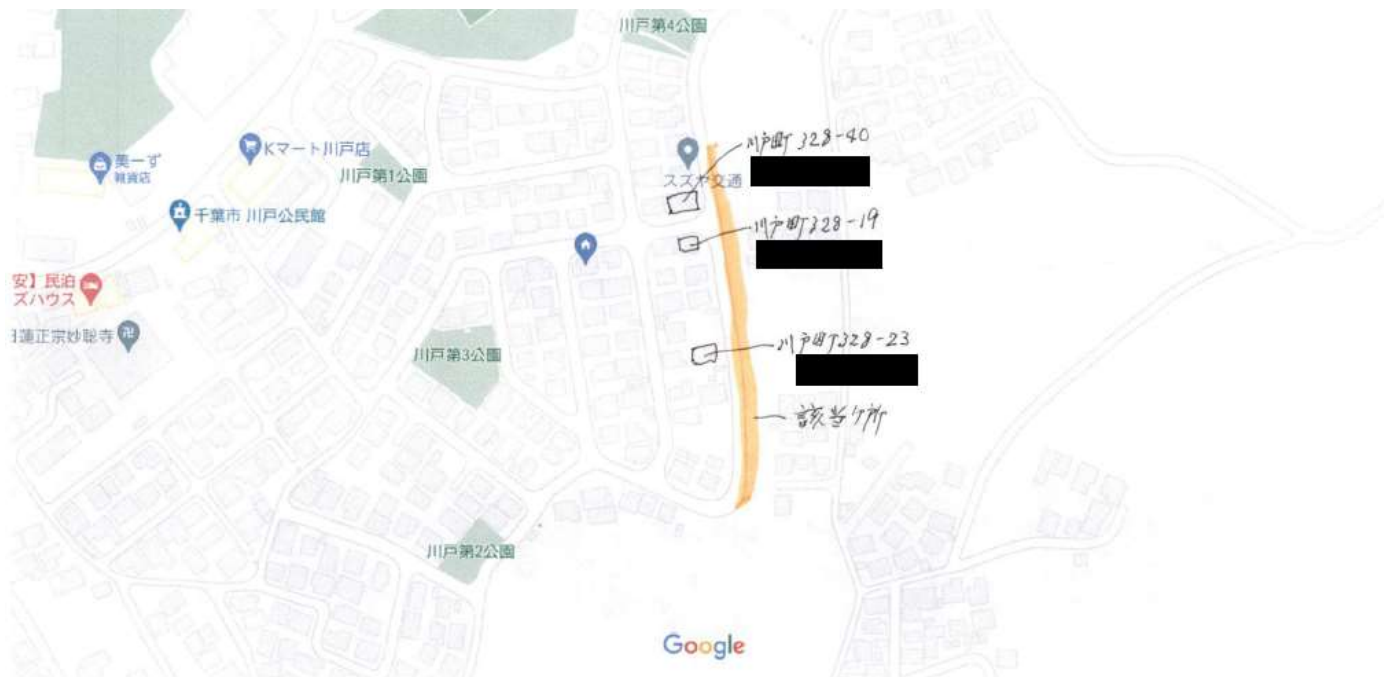 川戸第4公園
川戸町 328-40
Kマート川戸店
美一ず
雑貨店
川戸第1公園
スズヤ交通
千葉市 川戸公民館
川戸町328-19
安】民泊
ズハウス
日蓮正宗妙聡寺
川戸第3公園
川戸町328-23
該当ケ所
川戸第2公園
Google